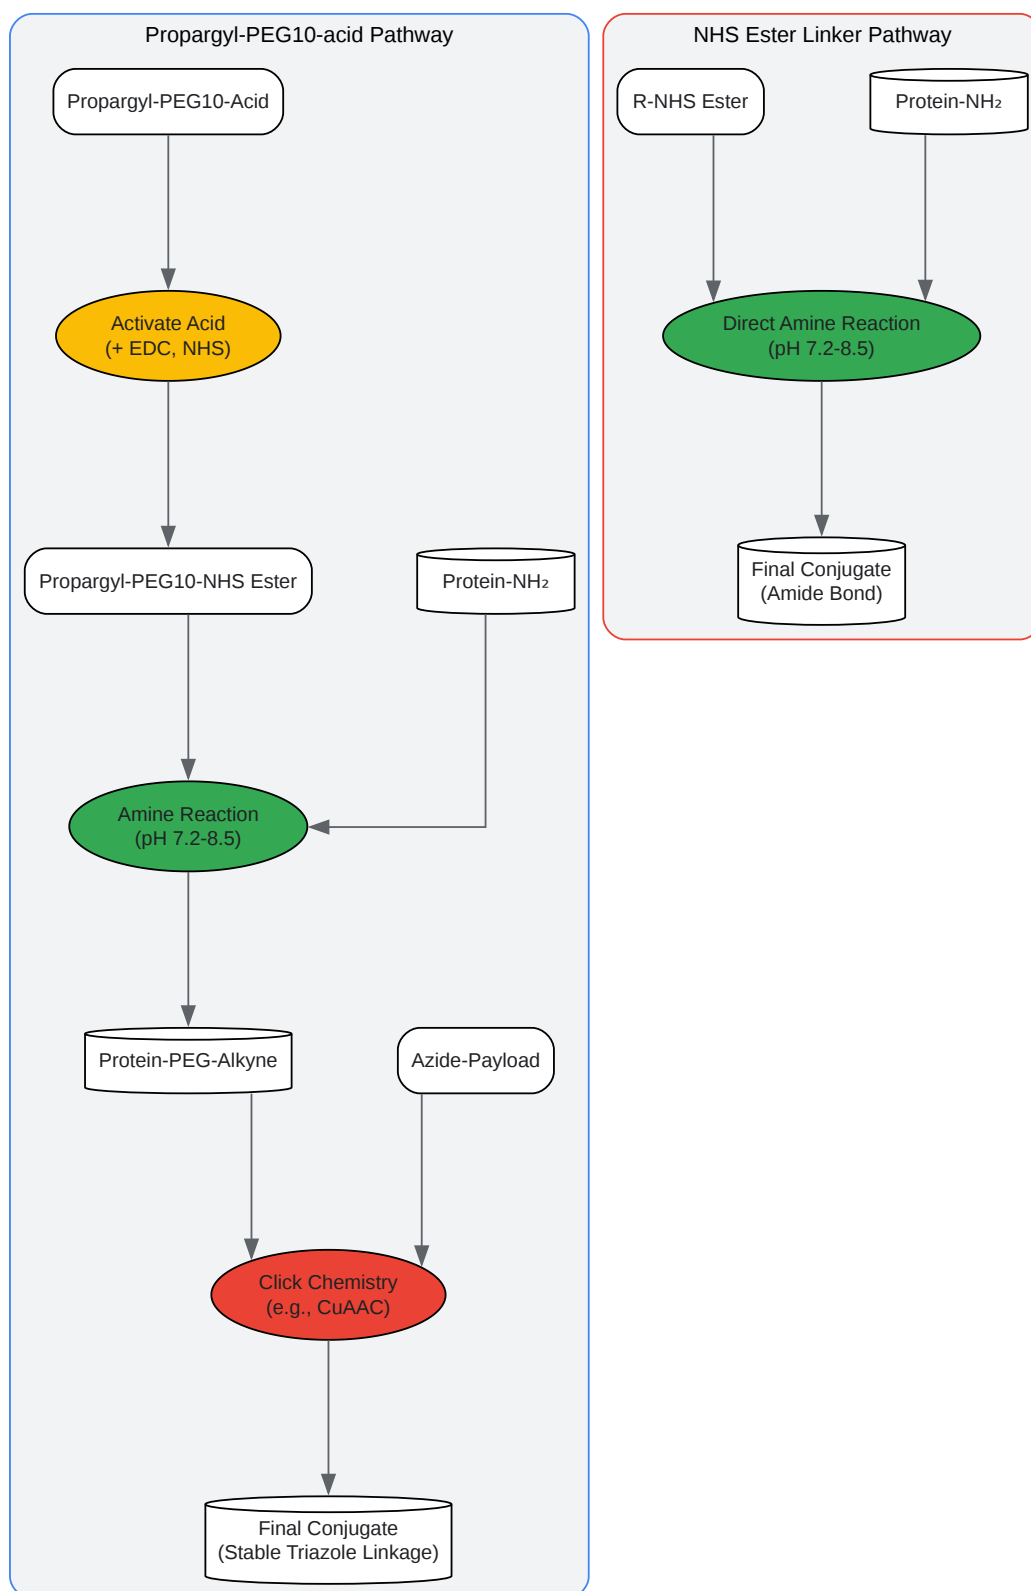 Propargyl-PEG10-acid Pathway
Propargyl-PEG10-Acid
Activate Acid
(+ EDC, NHS)
Propargyl-PEG10-NHS Ester
Protein-NH₂
Amine Reaction
(pH 7.2-8.5)
Protein-PEG-Alkyne
Azide-Payload
Click Chemistry
(e.g., CuAAC)
Final Conjugate
(Stable Triazole Linkage)
NHS Ester Linker Pathway
R-NHS Ester
Protein-NH₂
Direct Amine Reaction
(pH 7.2-8.5)
Final Conjugate
(Amide Bond)